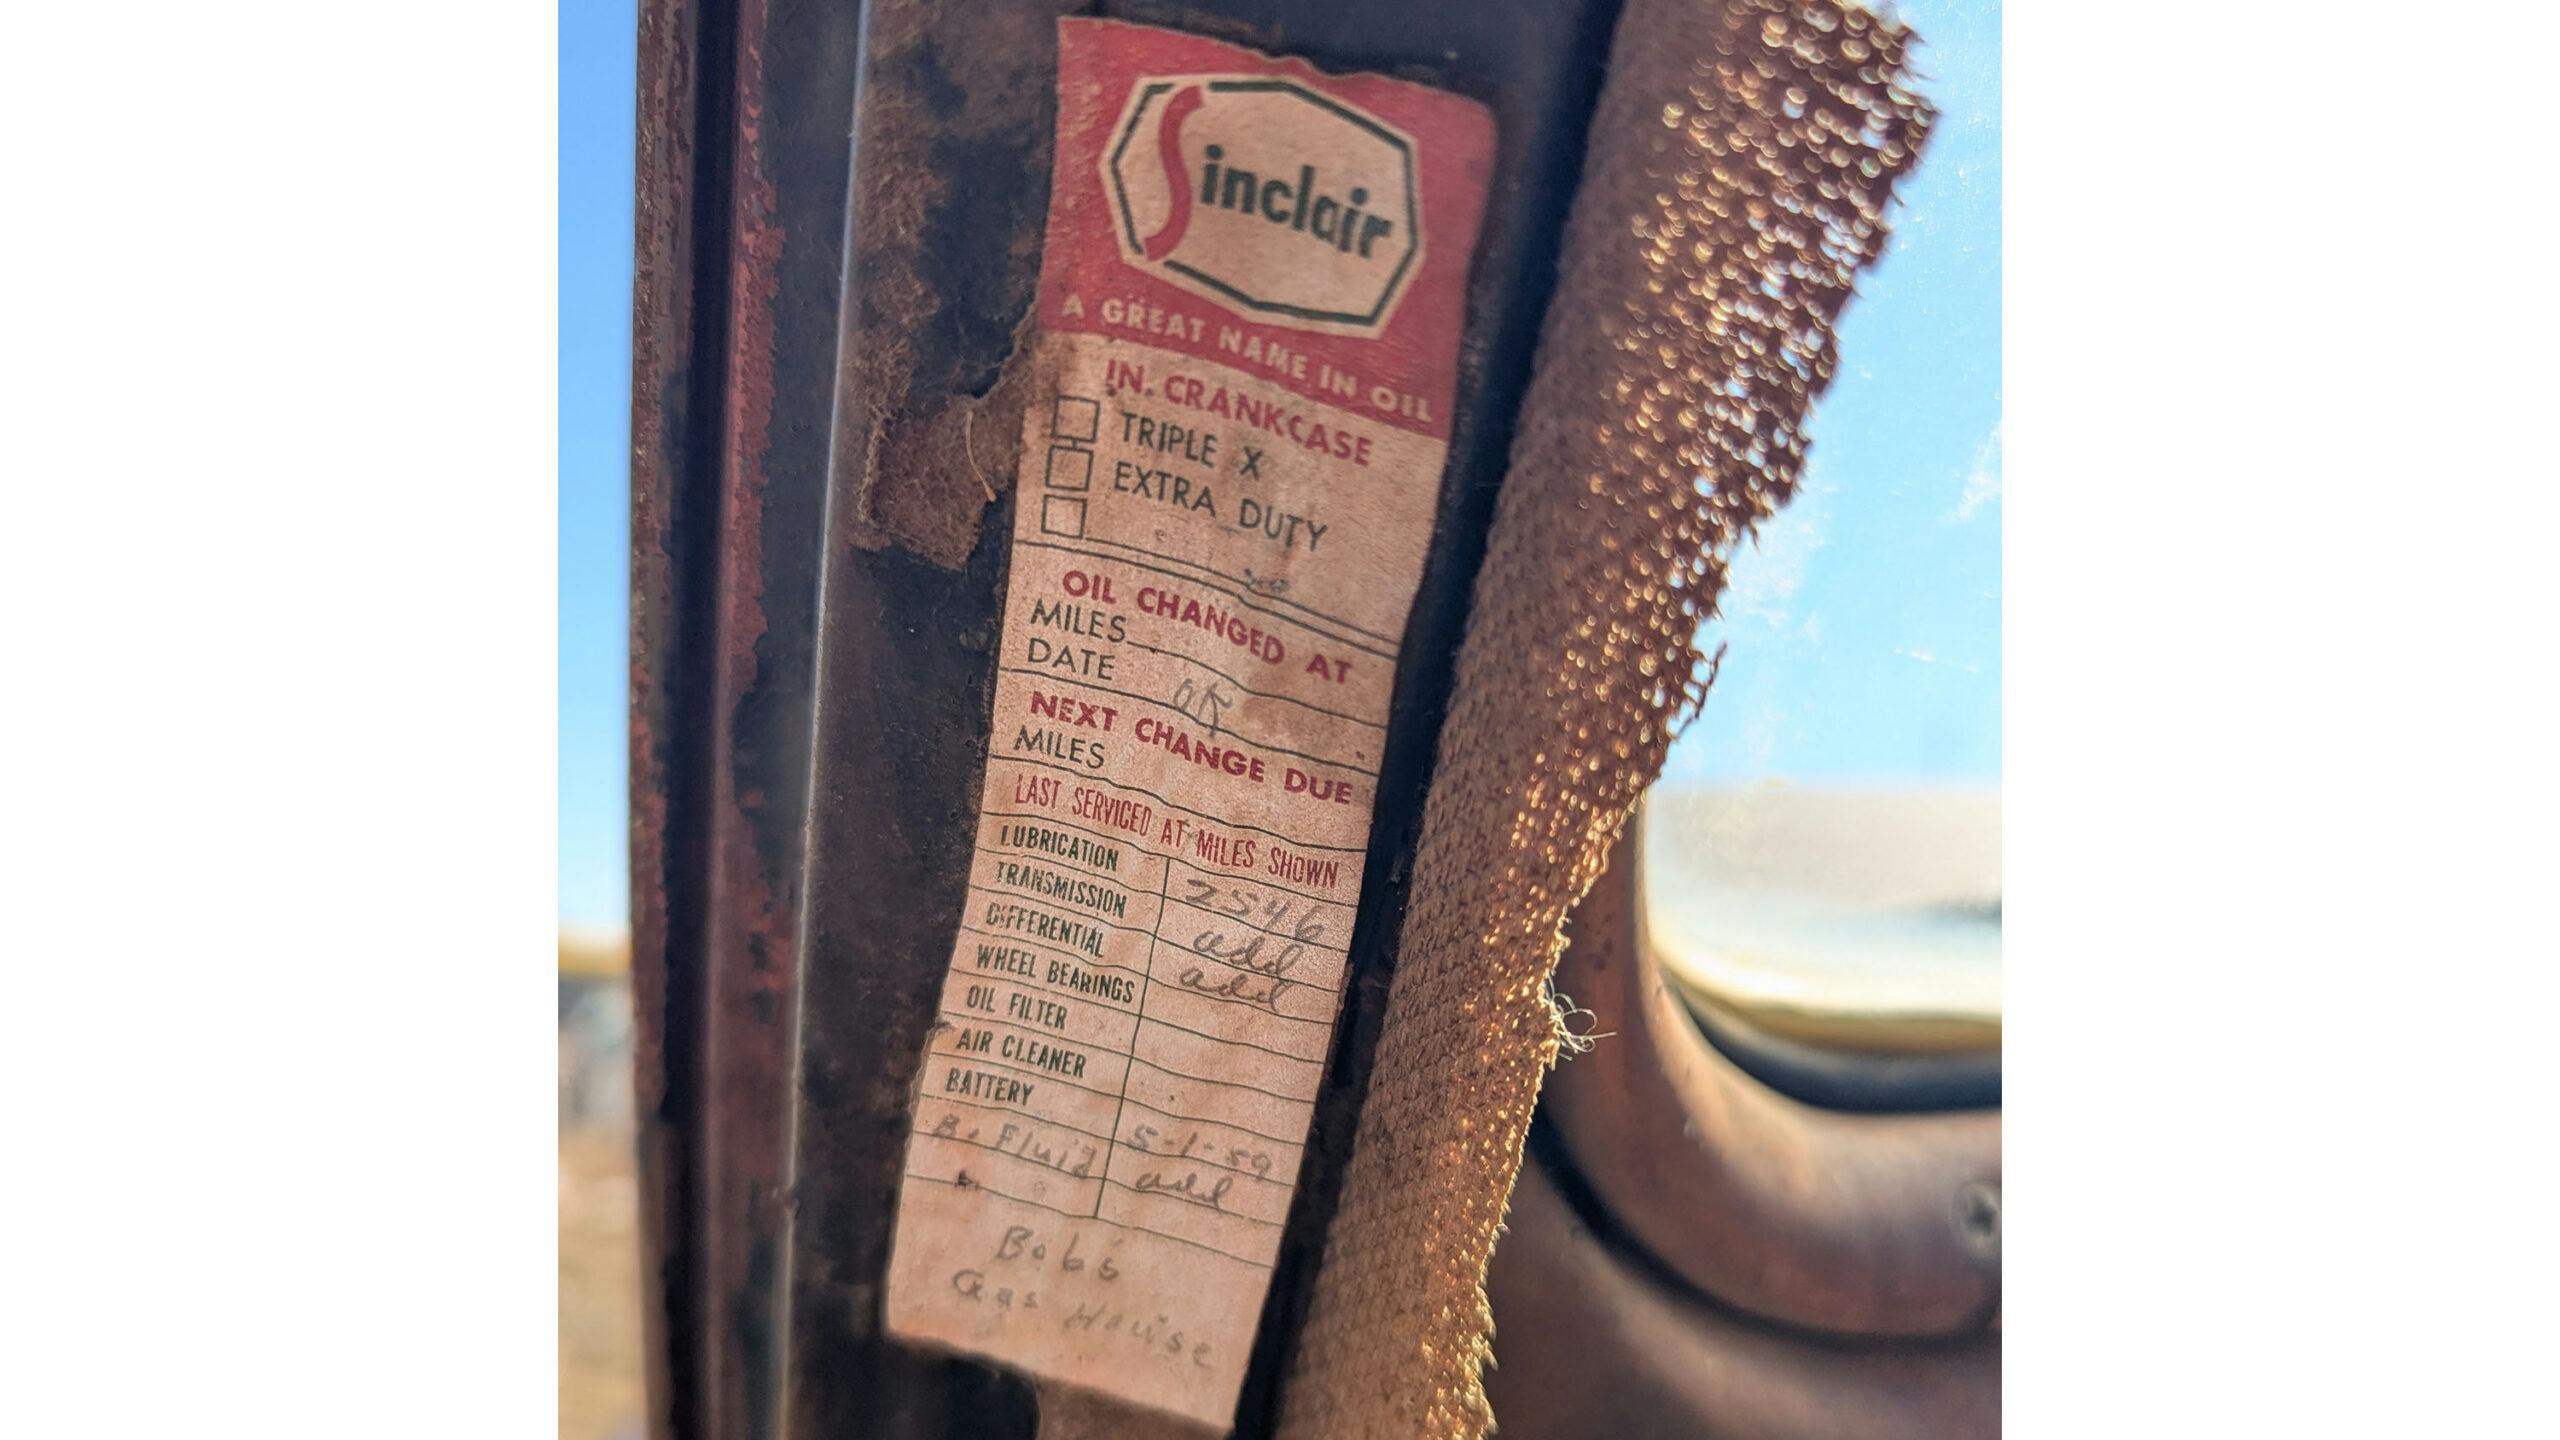 Sinclair
A GREAT NAME IN OIL
IN. CRANKCASE
TRIPLE X
EXTRA DUTY
OIL CHANGED AT
MILES
DATE OK
NEXT CHANGE DUE
MILES
LAST SERVICED AT MILES SHOWN
LUBRICATION 2546
TRANSMISSION add
DIFFERENTIAL add
WHEEL BEARINGS
OIL FILTER
AIR CLEANER
BATTERY 5-1-59
B. Fluid add
Bob's
Gas House